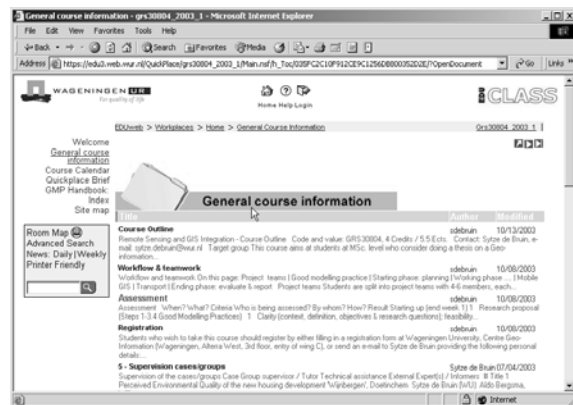 General course information - grs30804_2003_1 - Microsoft Internet Explorer
File Edit View Favorites Tools Help
Back Search Favorites Media
Address https://edu3.web.wur.nl/QuickPlace/grs30804_2003_1/Main.nsf/h_Toc/035FC2C10F912CE9C1256DB800352D2E/?OpenDocument Go Links
WAGENINGEN UR
For quality of life
Home Help Login
iCLASS
EDUweb > Workplaces > Home > General Course Information
Grs30804 2003 1
Welcome
General course
information
Course Calendar
Quickplace Brief
GMP Handbook:
Index
Site map
Room Map
Advanced Search
News: Daily | Weekly
Printer Friendly
General course information
Title Author Modified
Course Outline sdebruin 10/13/2003
Remote Sensing and GIS Integration - Course Outline Code and value: GRS30804, 4 Credits / 5.5 Ects. Contact: Sytze de Bruin, e-
mail: sytze.debruin@wur.nl Target group This course aims at students at MSc. level who consider doing a thesis on a Geo-
information...
Workflow & teamwork sdebruin 10/08/2003
Workflow and teamwork On this page: Project teams | Good modelling practice | Starting phase: planning | Working phase .... | Mobile
GIS | Transport | Ending phase: evaluate & report Project teams Students are split into project teams with 4-6 members, each...
Assessment sdebruin 10/08/2003
Assessment When? What? Criteria Who is being assessed? By whom? How? Result Starting up (end week 1) 1 Research proposal
(Steps 1-3.4 Good Modelling Practices) 1 Clarity (context, definition, objectives & research questions); feasibility...
Registration sdebruin 10/08/2003
Students who wish to take this course should register by either filling in a registration form at Wageningen University, Centre Geo-
Information (Wageningen, Alterra West, 3rd floor, entry of wing C), or send an e-mail to Sytze de Bruin providing the following personal
details:...
5 - Supervision cases/groups Sytze de Bruin 07/04/2003
Supervision of the cases/groups Case Group supervisor / Tutor Technical assistance External Expert(s) / Informers # Title 1
Perceived Environmental Quality of the new housing development 'Wijnbergen', Doetinchem. Sytze de Bruin (WU) Aldo Bergsma,
Internet